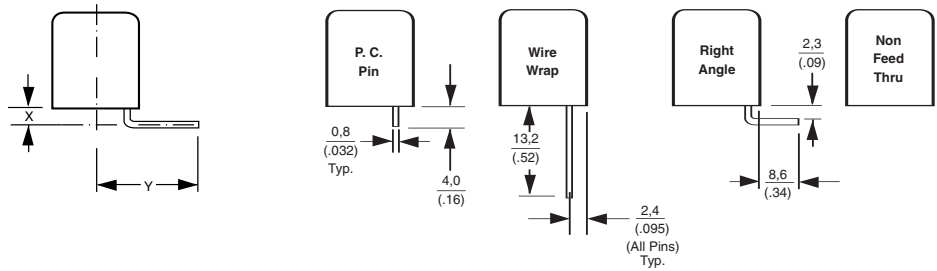 X
Y
P. C.
Pin
0,8
(.032)
Typ.
4,0
(.16)
Wire
Wrap
13,2
(.52)
2,4
(.095)
(All Pins)
Typ.
Right
Angle
2,3
(.09)
8,6
(.34)
Non
Feed
Thru